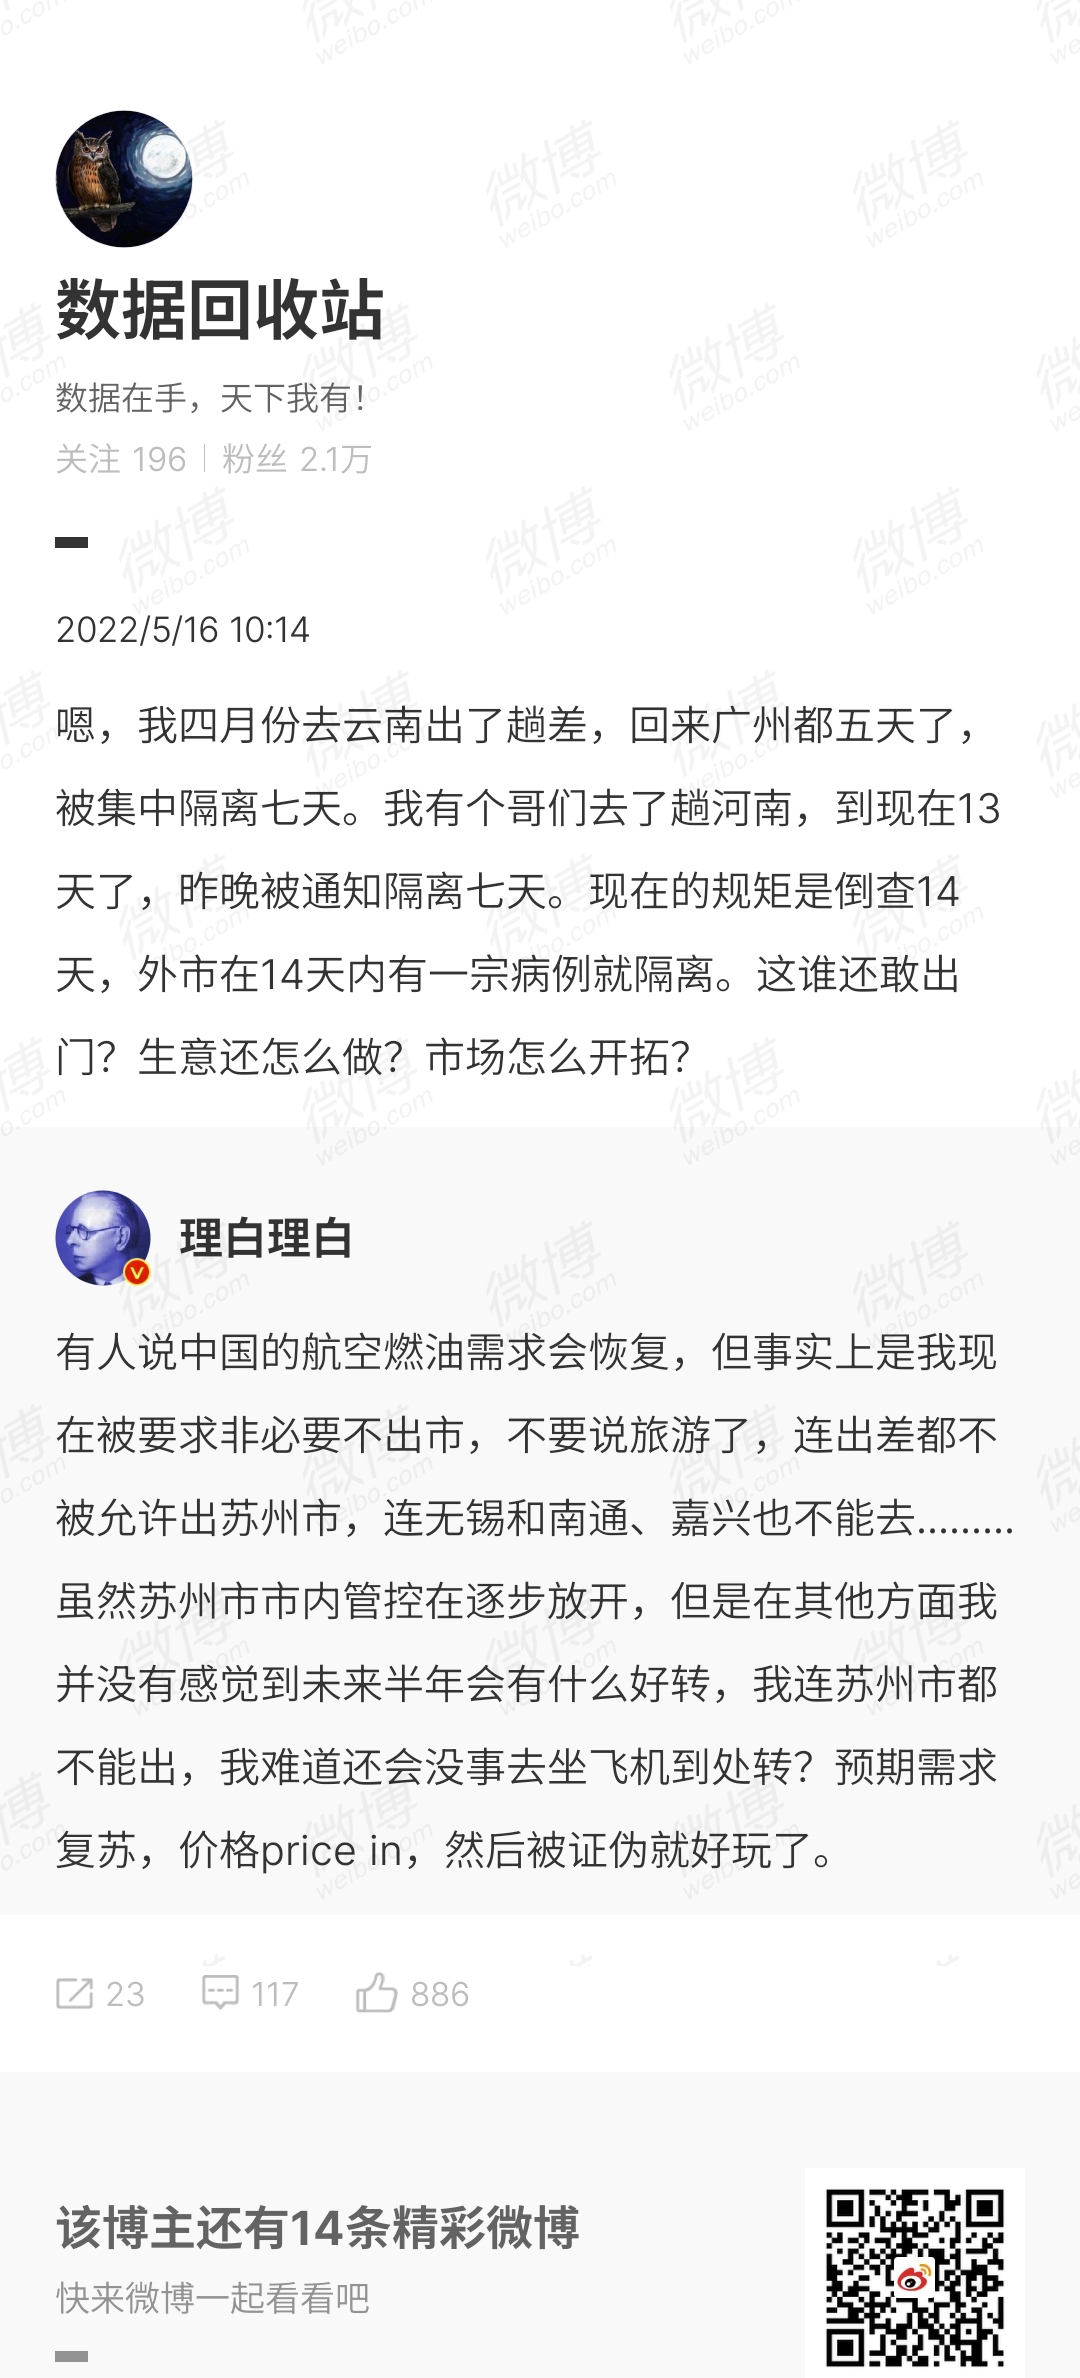 数据回收站
数据在手，天下我有！
关注 196 | 粉丝 2.1万
2022/5/16 10:14
嗯，我四月份去云南出了趟差，回来广州都五天了，
被集中隔离七天。我有个哥们去了趟河南，到现在13
天了，昨晚被通知隔离七天。现在的规矩是倒查14
天，外市在14天内有一宗病例就隔离。这谁还敢出
门？生意还怎么做？市场怎么开拓？
理白理白
有人说中国的航空燃油需求会恢复，但事实上是我现
在被要求非必要不出市，不要说旅游了，连出差都不
被允许出苏州市，连无锡和南通、嘉兴也不能去………
虽然苏州市市内管控在逐步放开，但是在其他方面我
并没有感觉到未来半年会有什么好转，我连苏州市都
不能出，我难道还会没事去坐飞机到处转？预期需求
复苏，价格price in，然后被证伪就好玩了。
23 117 886
该博主还有14条精彩微博
快来微博一起看看吧
微博
weibo.com